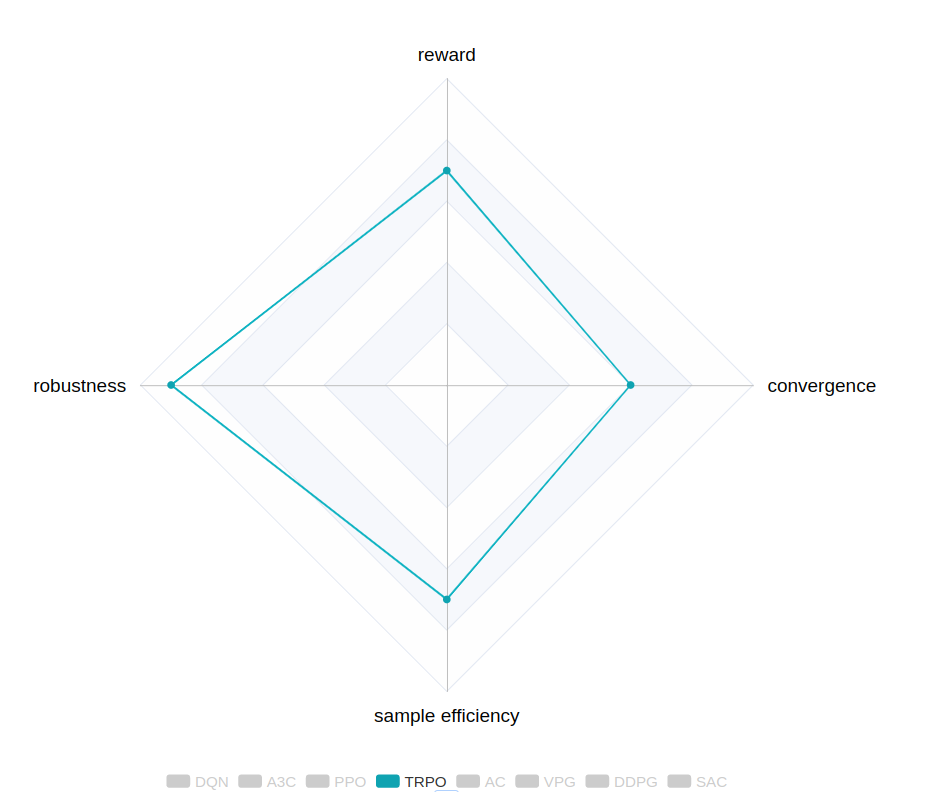 reward
robustness
convergence
sample efficiency
DQN A3C PPO TRPO AC VPG DDPG SAC